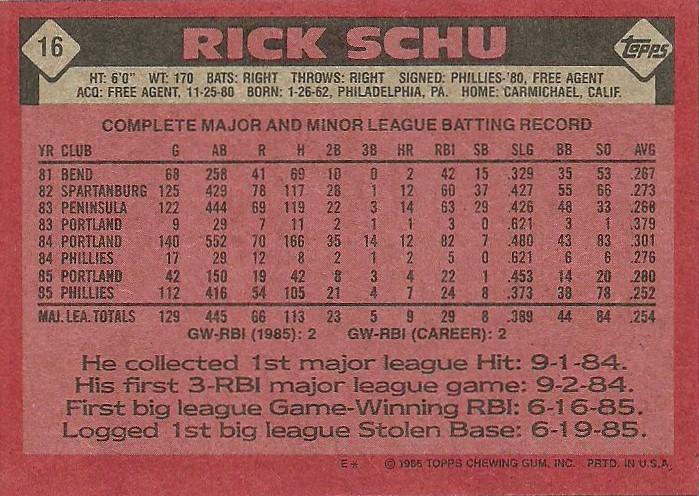 16
RICK SCHU
topps
HT: 6'0" WT: 170 BATS: RIGHT THROWS: RIGHT SIGNED: PHILLIES-'80, FREE AGENT
ACQ: FREE AGENT, 11-25-80 BORN: 1-26-62, PHILADELPHIA, PA. HOME: CARMICHAEL, CALIF.
COMPLETE MAJOR AND MINOR LEAGUE BATTING RECORD
YR CLUB G AB R H 2B 3B HR RBI SB SLG BB SO AVG
81 BEND 68 258 41 69 10 0 2 42 15 .329 35 53 .267
82 SPARTANBURG 125 429 78 117 28 1 12 60 37 .427 55 66 .273
83 PENINSULA 122 444 69 119 22 3 14 63 29 .426 48 33 .268
83 PORTLAND 9 29 7 11 2 1 1 3 0 .621 3 1 .379
84 PORTLAND 140 552 70 166 35 14 12 82 7 .480 43 83 .301
84 PHILLIES 17 29 12 8 2 1 2 5 0 .621 6 6 .276
85 PORTLAND 42 150 19 42 8 3 4 22 1 .453 14 20 .280
85 PHILLIES 112 416 54 105 21 4 7 24 8 .373 38 78 .252
MAJ. LEA. TOTALS 129 445 66 113 23 5 9 29 8 .389 44 84 .254
GW-RBI (1985): 2 GW-RBI (CAREER): 2
He collected 1st major league Hit: 9-1-84.
His first 3-RBI major league game: 9-2-84.
First big league Game-Winning RBI: 6-16-85.
Logged 1st big league Stolen Base: 6-19-85.
E* © 1986 TOPPS CHEWING GUM, INC. PRTD. IN U.S.A.